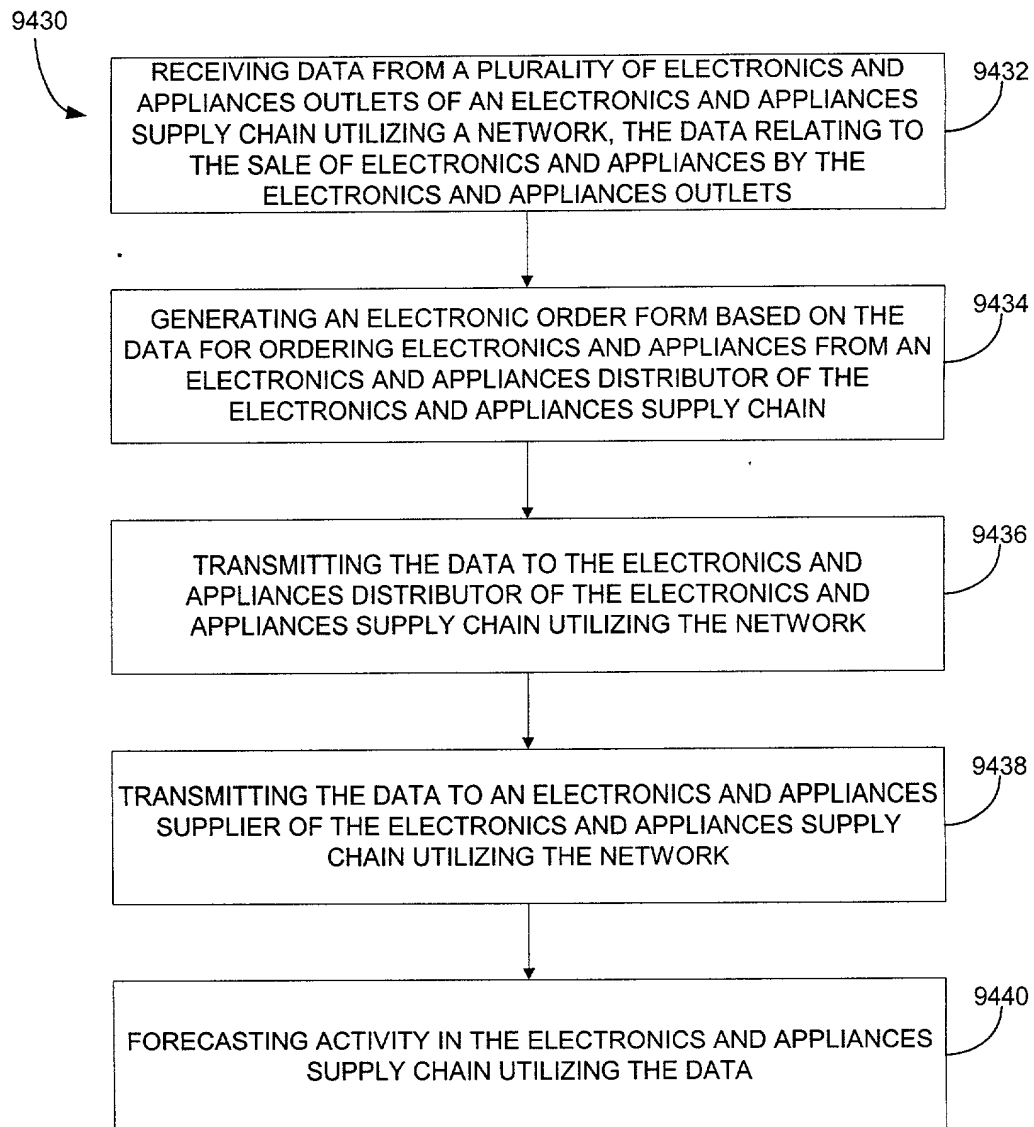 9430
RECEIVING DATA FROM A PLURALITY OF ELECTRONICS AND
APPLIANCES OUTLETS OF AN ELECTRONICS AND APPLIANCES
SUPPLY CHAIN UTILIZING A NETWORK, THE DATA RELATING TO
THE SALE OF ELECTRONICS AND APPLIANCES BY THE
ELECTRONICS AND APPLIANCES OUTLETS
9432
GENERATING AN ELECTRONIC ORDER FORM BASED ON THE
DATA FOR ORDERING ELECTRONICS AND APPLIANCES FROM AN
ELECTRONICS AND APPLIANCES DISTRIBUTOR OF THE
ELECTRONICS AND APPLIANCES SUPPLY CHAIN
9434
TRANSMITTING THE DATA TO THE ELECTRONICS AND
APPLIANCES DISTRIBUTOR OF THE ELECTRONICS AND
APPLIANCES SUPPLY CHAIN UTILIZING THE NETWORK
9436
TRANSMITTING THE DATA TO AN ELECTRONICS AND APPLIANCES
SUPPLIER OF THE ELECTRONICS AND APPLIANCES SUPPLY
CHAIN UTILIZING THE NETWORK
9438
FORECASTING ACTIVITY IN THE ELECTRONICS AND APPLIANCES
SUPPLY CHAIN UTILIZING THE DATA
9440